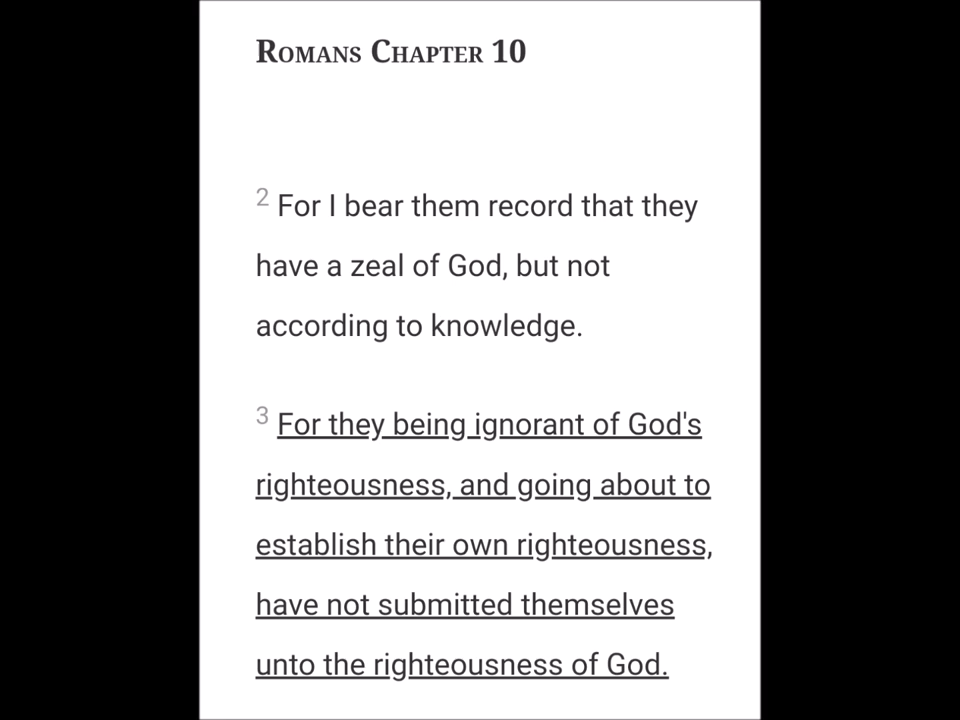 Romans Chapter 10
2 For I bear them record that they
have a zeal of God, but not
according to knowledge.
3 For they being ignorant of God's
righteousness, and going about to
establish their own righteousness,
have not submitted themselves
unto the righteousness of God.